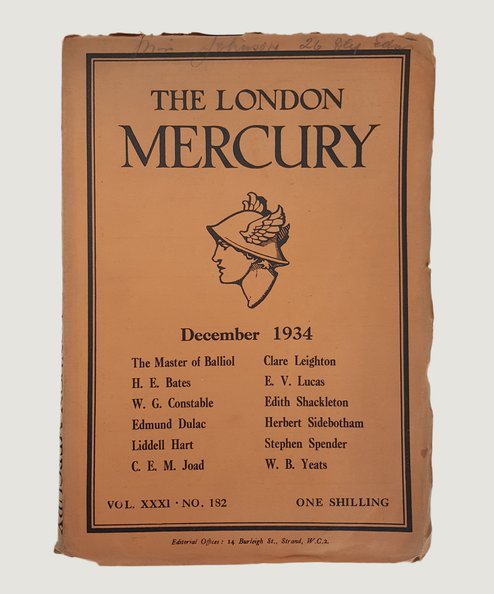 Johnson 26
THE LONDON
MERCURY
December 1934
The Master of Balliol Clare Leighton
H. E. Bates E. V. Lucas
W. G. Constable Edith Shackleton
Edmund Dulac Herbert Sidebotham
Liddell Hart Stephen Spender
C. E. M. Joad W. B. Yeats
VOL. XXXI · NO. 182 ONE SHILLING
Editorial Offices : 14 Burleigh St., Strand, W.C.2.